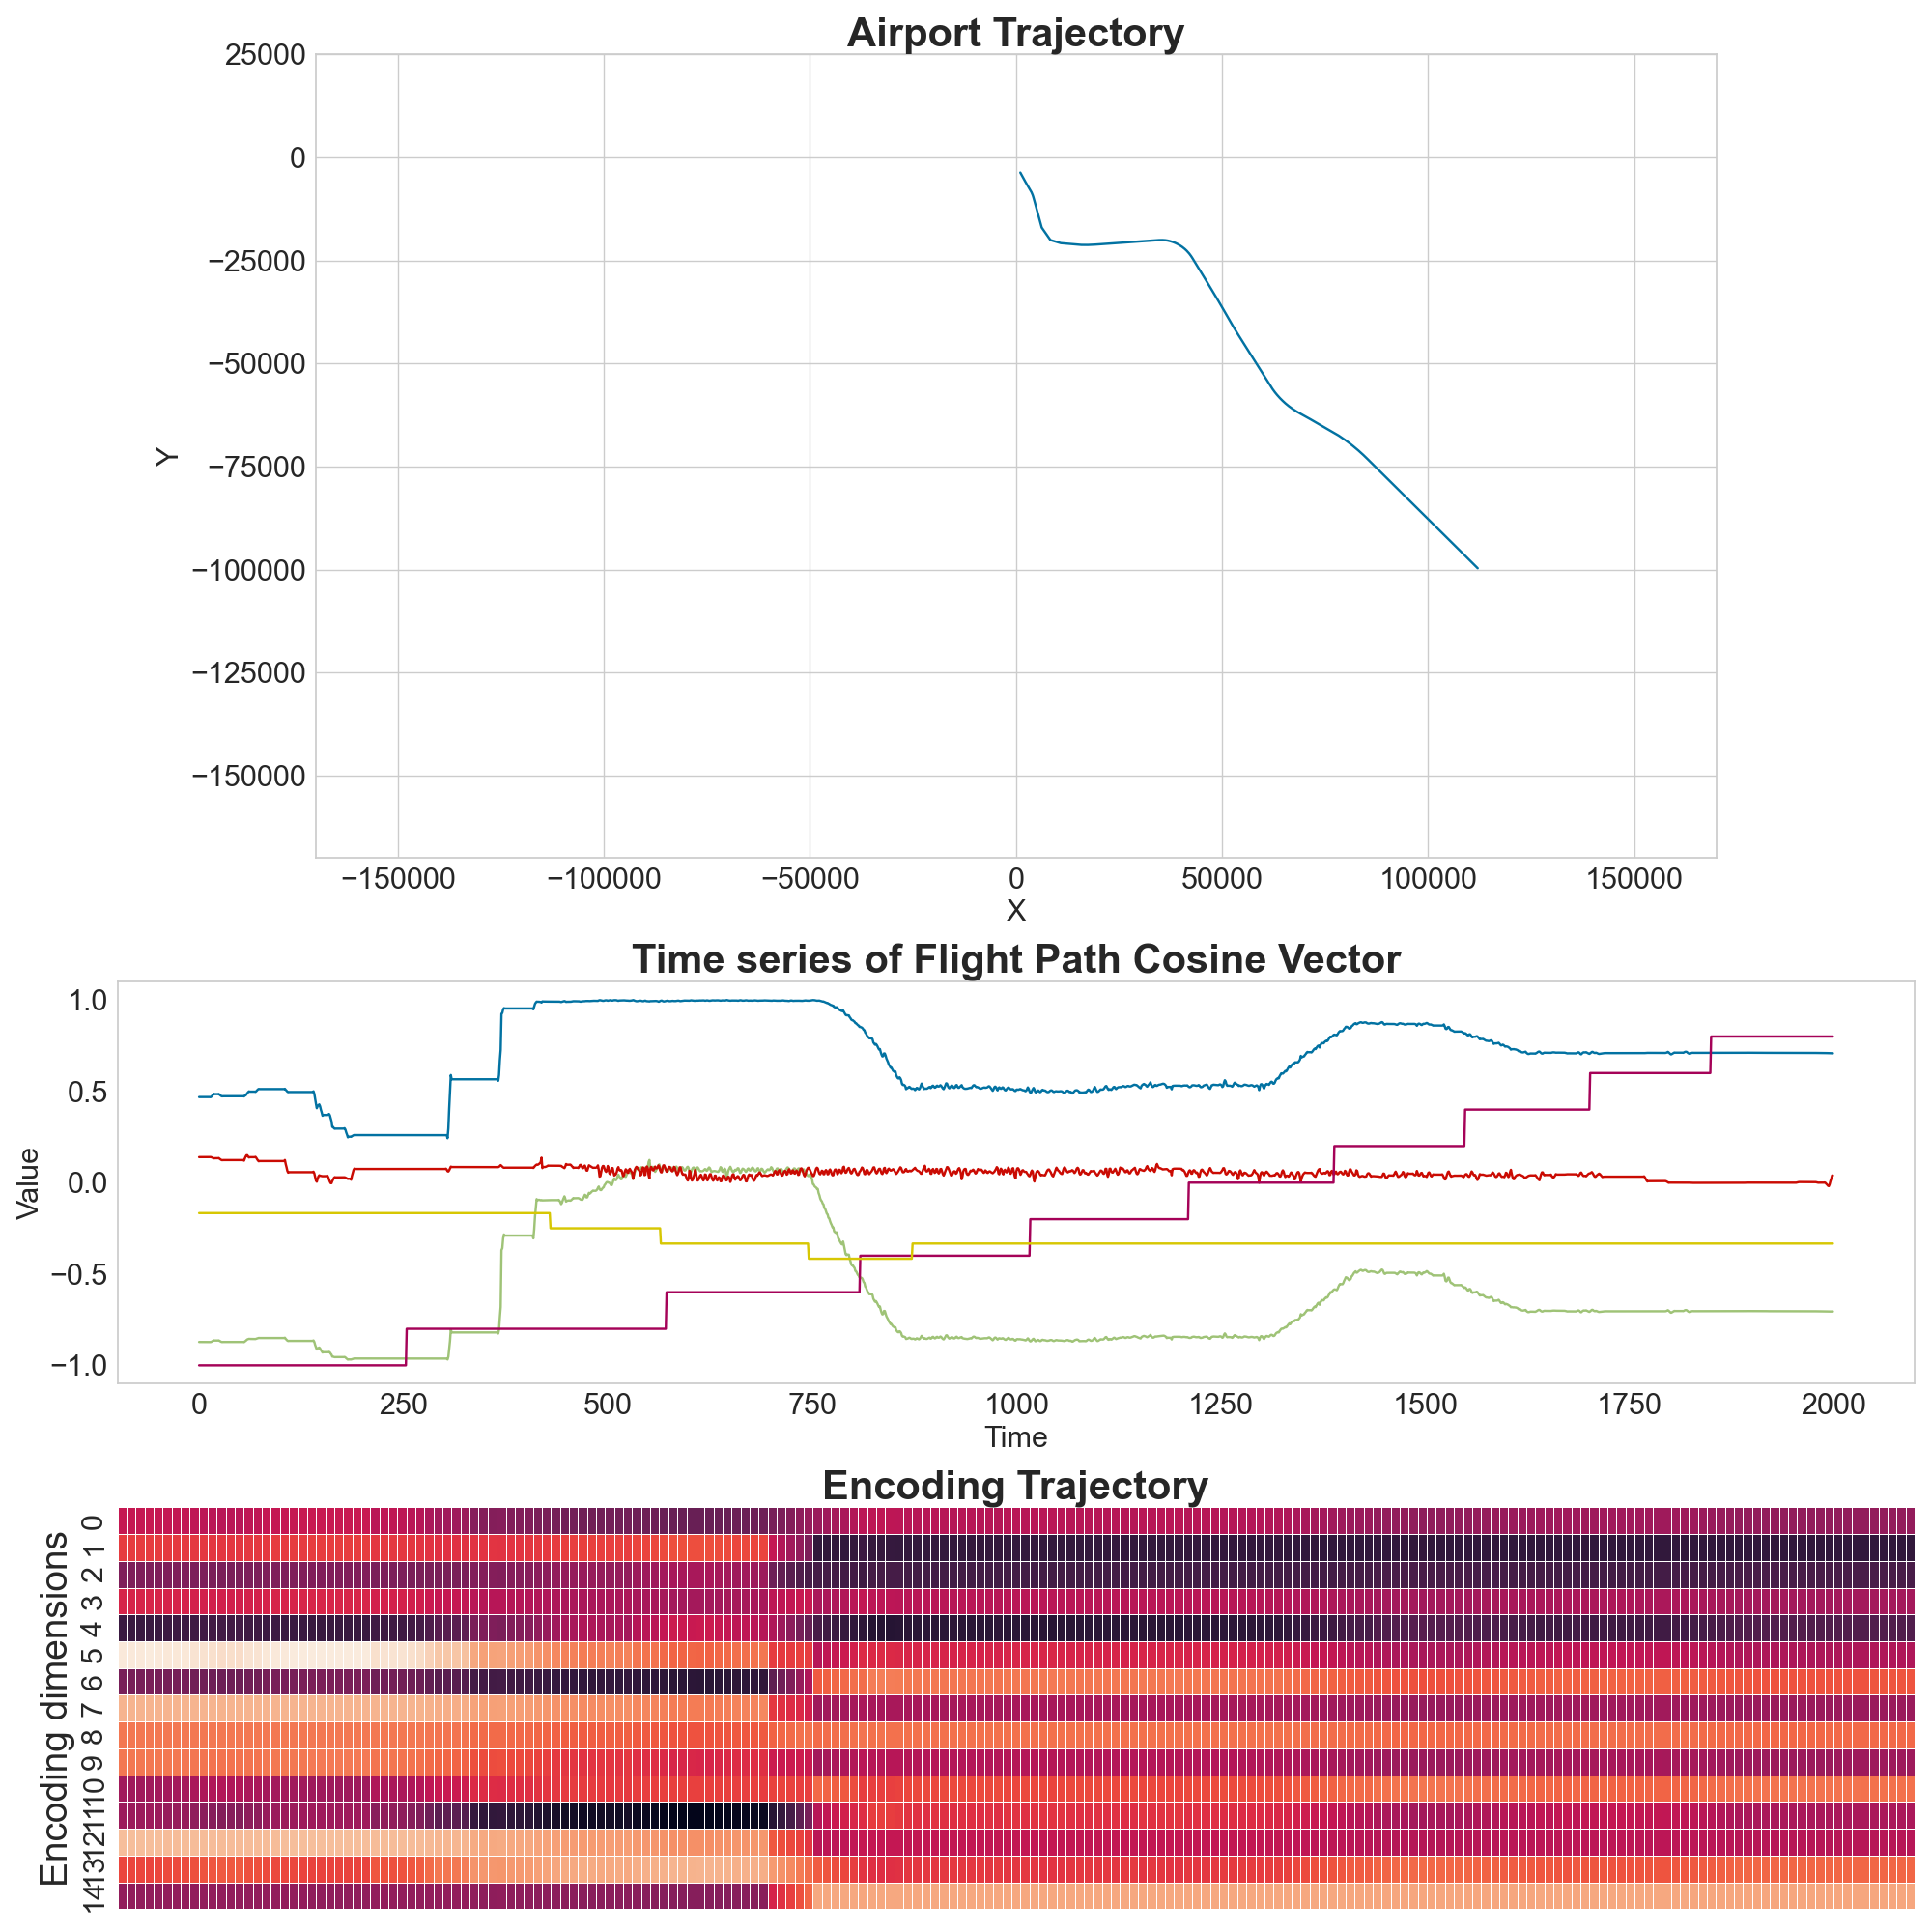 Airport Trajectory
25000
0
−25000
−50000
−75000
−100000
−125000
−150000
Y
−150000 −100000 −50000 0 50000 100000 150000
X
Time series of Flight Path Cosine Vector
1.0
0.5
0.0
−0.5
−1.0
Value
0 250 500 750 1000 1250 1500 1750 2000
Time
Encoding Trajectory
Encoding dimensions
0
1
2
3
4
5
6
7
8
9
10
11
12
13
14